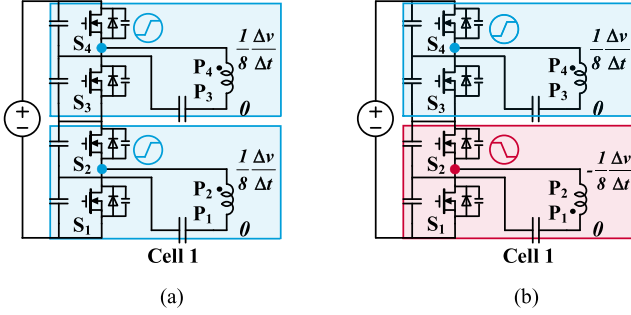 S₄
P₄
P₃
1/8 Δv/Δt
S₃
0
S₂
P₂
P₁
1/8 Δv/Δt
S₁
0
Cell 1
(a)
S₄
P₄
P₃
1/8 Δv/Δt
S₃
0
S₂
P₂
P₁
-1/8 Δv/Δt
S₁
0
Cell 1
(b)